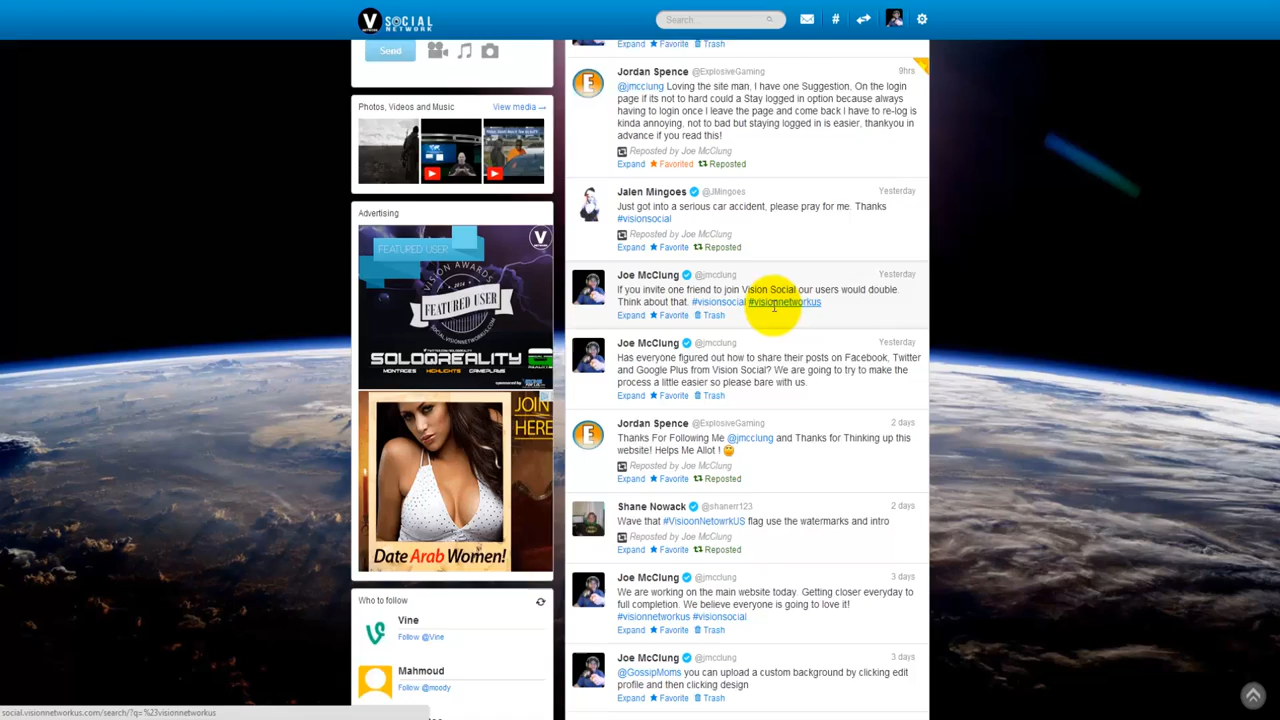 V SOCIAL NETWORK
Search...
#
Send
Photos, Videos and Music
View media →
Advertising
FEATURED USER
V
VISION AWARDS
2014
FEATURED USER
SOCIAL.VISIONNETWORKUS.COM
SOLOQREALITY
MONTAGES HIGHLIGHTS GAMEPLAYS
JOIN
HERE
Date Arab Women!
Who to follow
Vine
Follow @Vine
Mahmoud
Follow @moody
Expand Favorite Trash
Jordan Spence @ExplosiveGaming 9hrs
@jmcclung Loving the site man, I have one Suggestion, On the login
page if its not to hard could a Stay logged in option because always
having to login once I leave the page and come back I have to re-log is
kinda annoying, not to bad but staying logged in is easier, thankyou in
advance if you read this!
Reposted by Joe McClung
Expand Favorited Reposted
Jalen Mingoes @JMingoes Yesterday
Just got into a serious car accident, please pray for me. Thanks
#visionsocial
Reposted by Joe McClung
Expand Favorite Reposted
Joe McClung @jmcclung Yesterday
If you invite one friend to join Vision Social our users would double.
Think about that. #visionsocial #visionnetworkus
Expand Favorite Trash
Joe McClung @jmcclung Yesterday
Has everyone figured out how to share their posts on Facebook, Twitter
and Google Plus from Vision Social? We are going to try to make the
process a little easier so please bare with us.
Expand Favorite Trash
Jordan Spence @ExplosiveGaming 2 days
Thanks For Following Me @jmcclung and Thanks for Thinking up this
website! Helps Me Allot !
Reposted by Joe McClung
Expand Favorite Reposted
Shane Nowack @shanerr123 2 days
Wave that #VisioonNetowrkUS flag use the watermarks and intro
Reposted by Joe McClung
Expand Favorite Reposted
Joe McClung @jmcclung 3 days
We are working on the main website today. Getting closer everyday to
full completion. We believe everyone is going to love it!
#visionnetworkus #visionsocial
Expand Favorite Trash
Joe McClung @jmcclung 3 days
@GossipMoms you can upload a custom background by clicking edit
profile and then clicking design
Expand Favorite Trash
social.visionnetworkus.com/search/?q=%23visionnetworkus